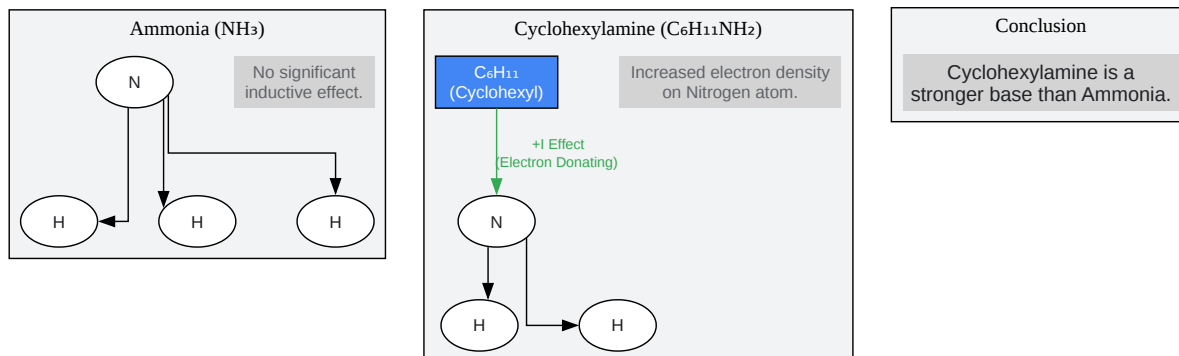 Ammonia (NH₃)
N
No significant
inductive effect.
H
H
H
Cyclohexylamine (C₆H₁₁NH₂)
C₆H₁₁
(Cyclohexyl)
Increased electron density
on Nitrogen atom.
+I Effect
(Electron Donating)
N
H
H
Conclusion
Cyclohexylamine is a
stronger base than Ammonia.